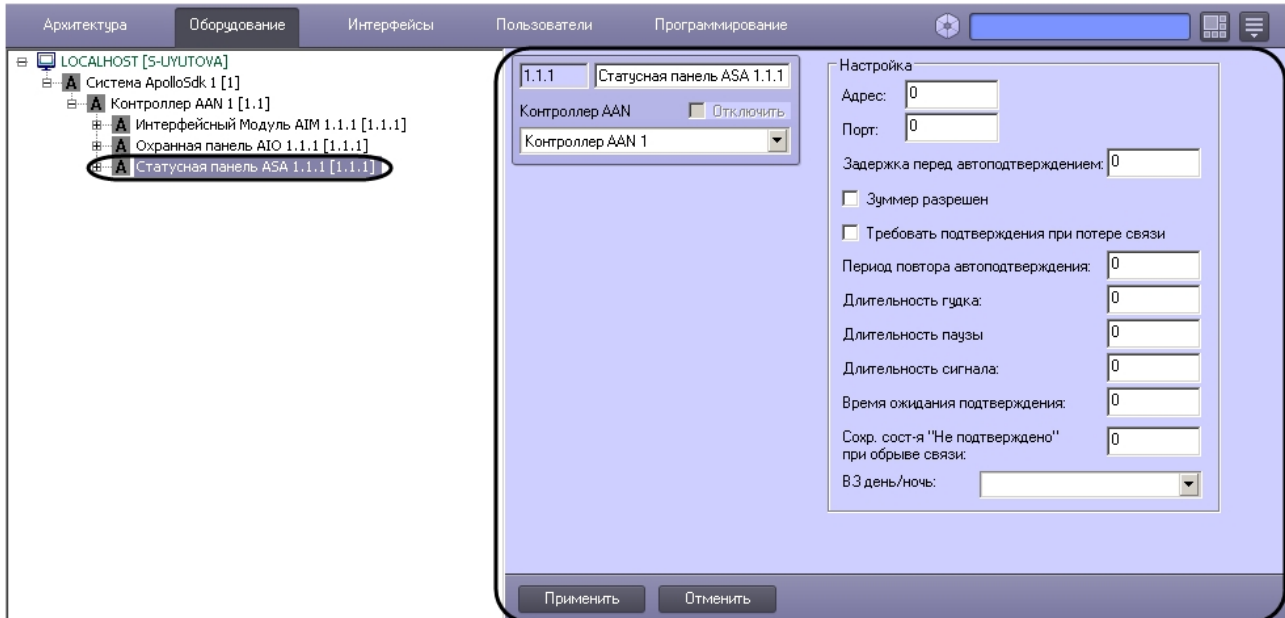 Архитектура Оборудование Интерфейсы Пользователи Программирование
LOCALHOST [S-UYUTOVA]
Система ApolloSdk 1 [1]
Контроллер AAN 1 [1.1]
Интерфейсный Модуль AIM 1.1.1 [1.1.1]
Охранная панель AIO 1.1.1 [1.1.1]
Статусная панель ASA 1.1.1 [1.1.1]
1.1.1 Статусная панель ASA 1.1.1
Контроллер AAN Отключить
Контроллер AAN 1
Настройка
Адрес: 0
Порт: 0
Задержка перед автоподтверждением: 0
Зуммер разрешен
Требовать подтверждения при потере связи
Период повтора автоподтверждения: 0
Длительность гудка: 0
Длительность паузы 0
Длительность сигнала: 0
Время ожидания подтверждения: 0
Сохр. сост-я "Не подтверждено" 0
при обрыве связи:
ВЗ день/ночь:
Применить Отменить